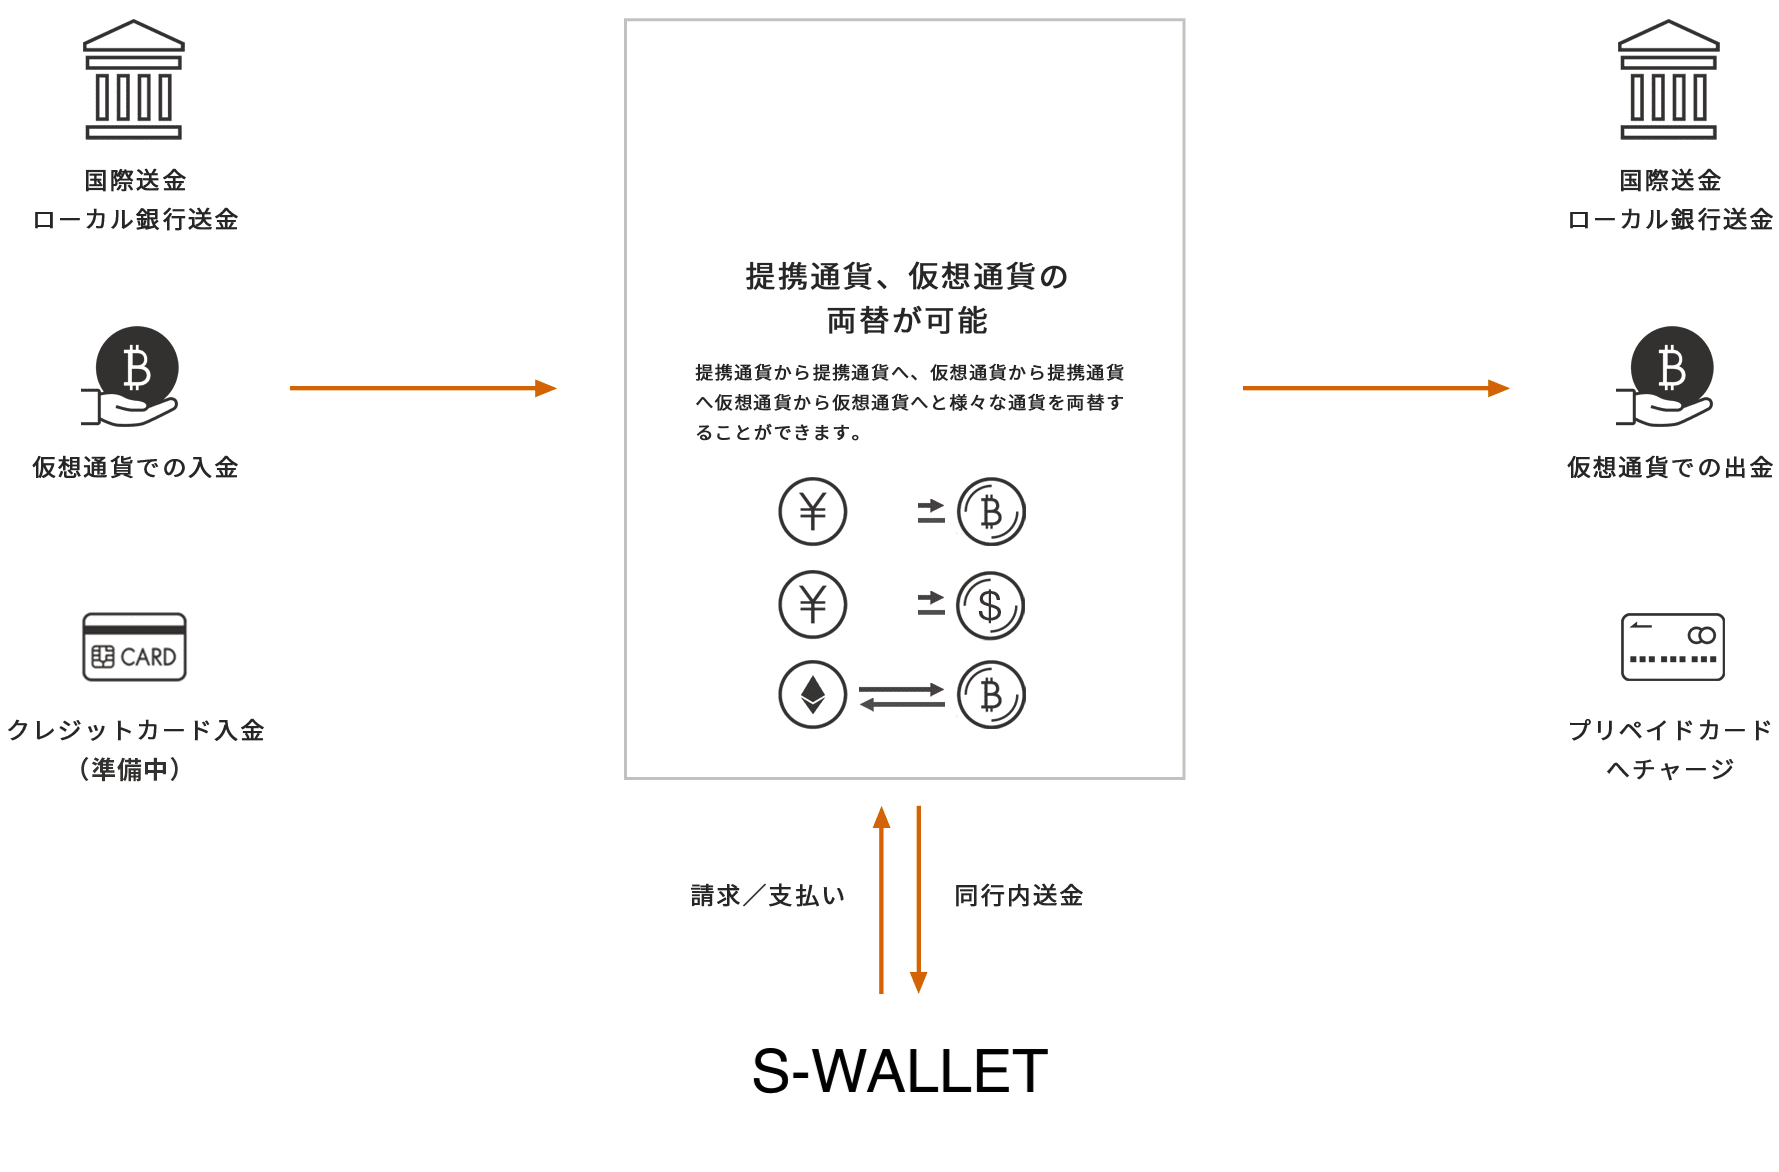 国際送金
ローカル銀行送金
仮想通貨での入金
CARD
クレジットカード入金
（準備中）
提携通貨、仮想通貨の
両替が可能
提携通貨から提携通貨へ、仮想通貨から提携通貨
へ仮想通貨から仮想通貨へと様々な通貨を両替す
ることができます。
国際送金
ローカル銀行送金
仮想通貨での出金
プリペイドカード
へチャージ
請求／支払い
同行内送金
S-WALLET